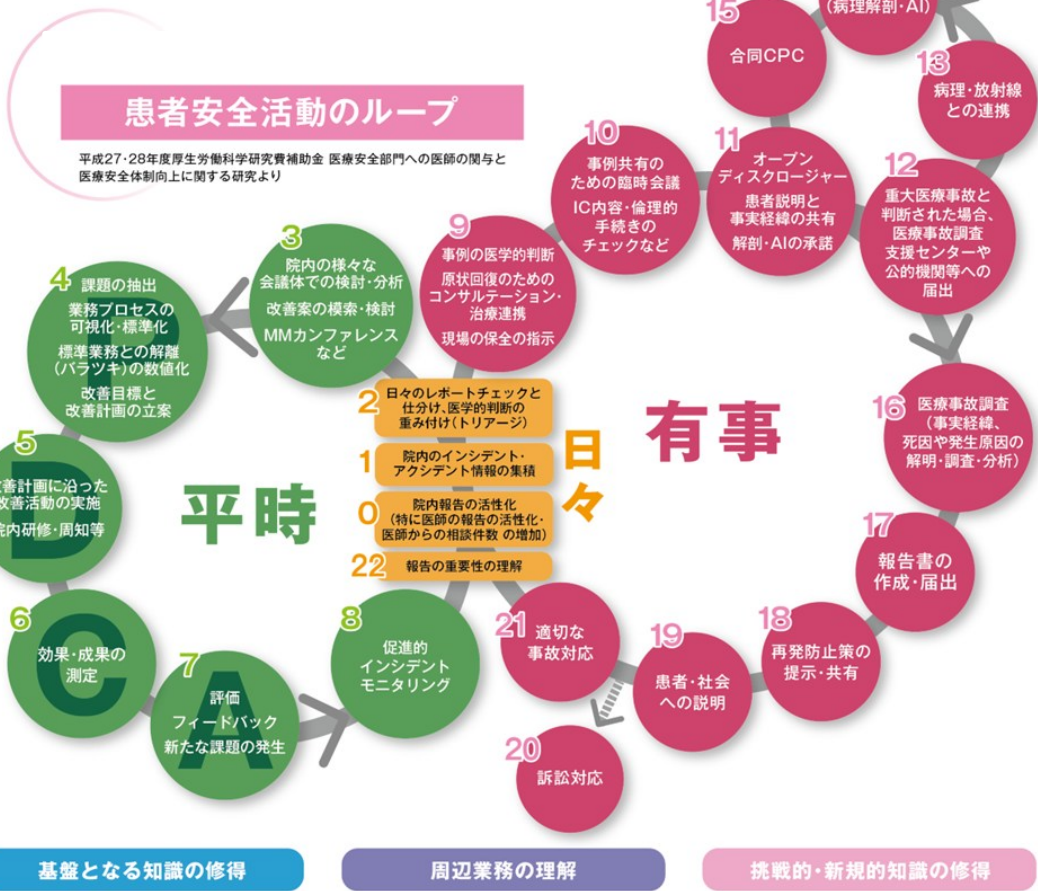 患者安全活動のループ
平成27・28年度厚生労働科学研究費補助金 医療安全部門への医師の関与と
医療安全体制向上に関する研究より
平時
日々
有事
0
院内報告の活性化
(特に医師の報告の活性化・
医師からの相談件数 の増加)
1
院内のインシデント・
アクシデント情報の集積
2
日々のレポートチェックと
仕分け、医学的判断の
重み付け(トリアージ)
3
院内の様々な
会議体での検討・分析
改善案の模索・検討
MMカンファレンス
など
4
P
課題の抽出
業務プロセスの
可視化・標準化
標準業務との解離
(バラツキ)の数値化
改善目標と
改善計画の立案
5
D
善計画に沿った
改善活動の実施
院内研修・周知等
6
C
効果・成果の
測定
7
A
評価
フィードバック
新たな課題の発生
8
促進的
インシデント
モニタリング
9
事例の医学的判断
原状回復のための
コンサルテーション・
治療連携
現場の保全の指示
10
事例共有の
ための臨時会議
IC内容・倫理的
手続きの
チェックなど
11
オープン
ディスクロージャー
患者説明と
事実経緯の共有
解剖・AIの承諾
12
重大医療事故と
判断された場合、
医療事故調査
支援センターや
公的機関等への
届出
13
病理・放射線
との連携
(病理解剖・AI)
15
合同CPC
16
医療事故調査
(事実経緯、
死因や発生原因の
解明・調査・分析)
17
報告書の
作成・届出
18
再発防止策の
提示・共有
19
患者・社会
への説明
20
訴訟対応
21
適切な
事故対応
22
報告の重要性の理解
基盤となる知識の修得
周辺業務の理解
挑戦的・新規的知識の修得